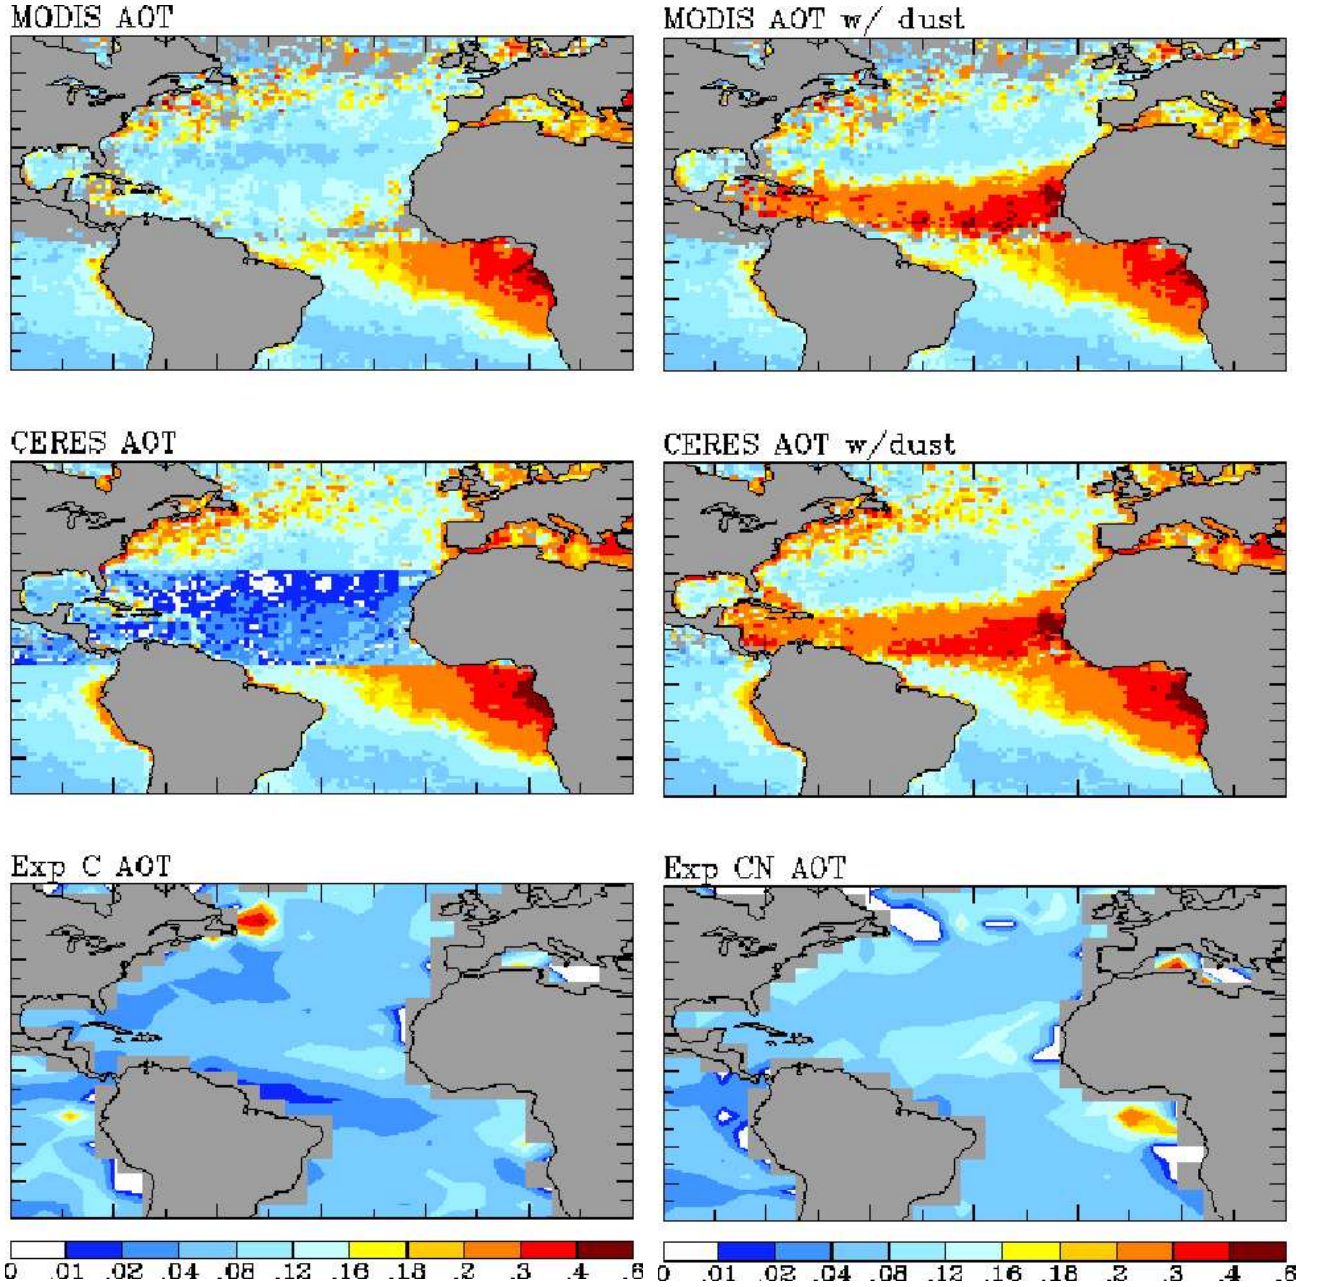 MODIS AOT
MODIS AOT w/ dust
CERES AOT
CERES AOT w/dust
Exp C AOT
Exp CN AOT
0 .01 .02 .04 .08 .12 .16 .18 .2 .3 .4 .6
0 .01 .02 .04 .08 .12 .16 .18 .2 .3 .4 .6